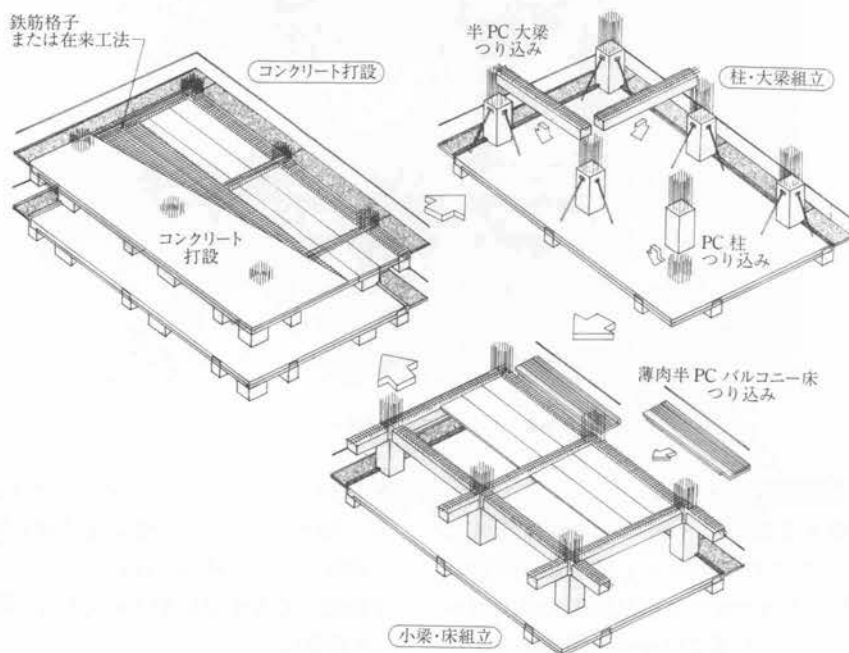 鉄筋格子
または在来工法
コンクリート打設
コンクリート
打設
半PC大梁
つり込み
柱・大梁組立
PC柱
つり込み
薄肉半PCバルコニー床
つり込み
小梁・床組立